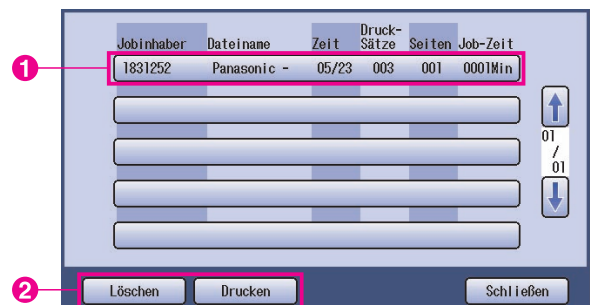 Druck-
Jobinhaber Dateiname Zeit Sätze Seiten Job-Zeit
1 1831252 Panasonic - 05/23 003 001 0001Min
01
/
01
2 Löschen Drucken Schließen